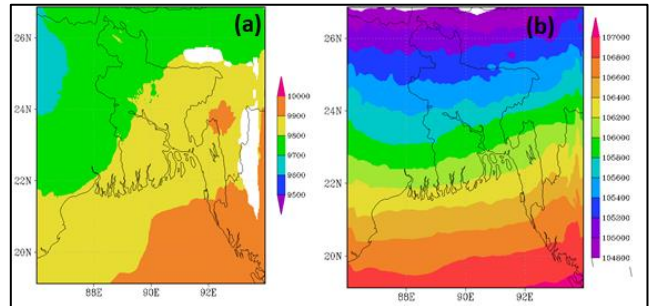 (a)
26N
24N
22N
20N
88E 90E 92E
10000
9900
9800
9700
9600
9500
(b)
26N
24N
22N
20N
88E 90E 92E
107000
106800
106600
106400
106200
106000
105800
105600
105400
105200
105000
104800